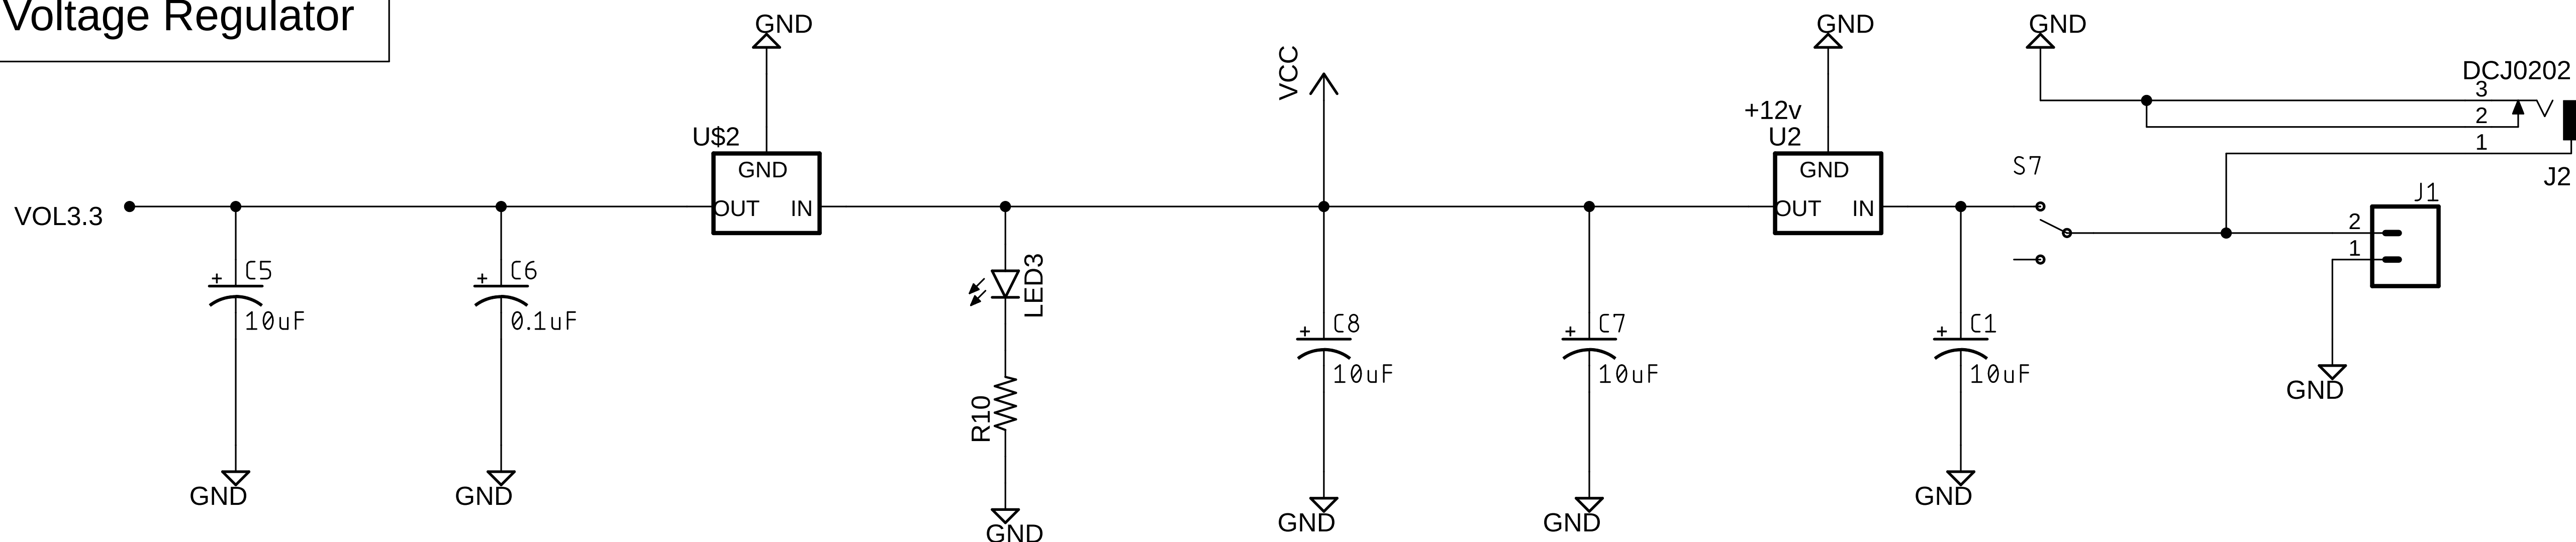 Voltage Regulator
GND
GND
GND
VCC
DCJ0202
3
+12v
2
U$2
U2
1
GND
GND
S7
J2
J1
VOL3.3
OUT
IN
OUT
IN
2
1
+
C5
+
C6
LED3
10uF
0.1uF
+
C8
+
C7
+
C1
10uF
10uF
10uF
GND
R10
GND
GND
GND
GND
GND
GND